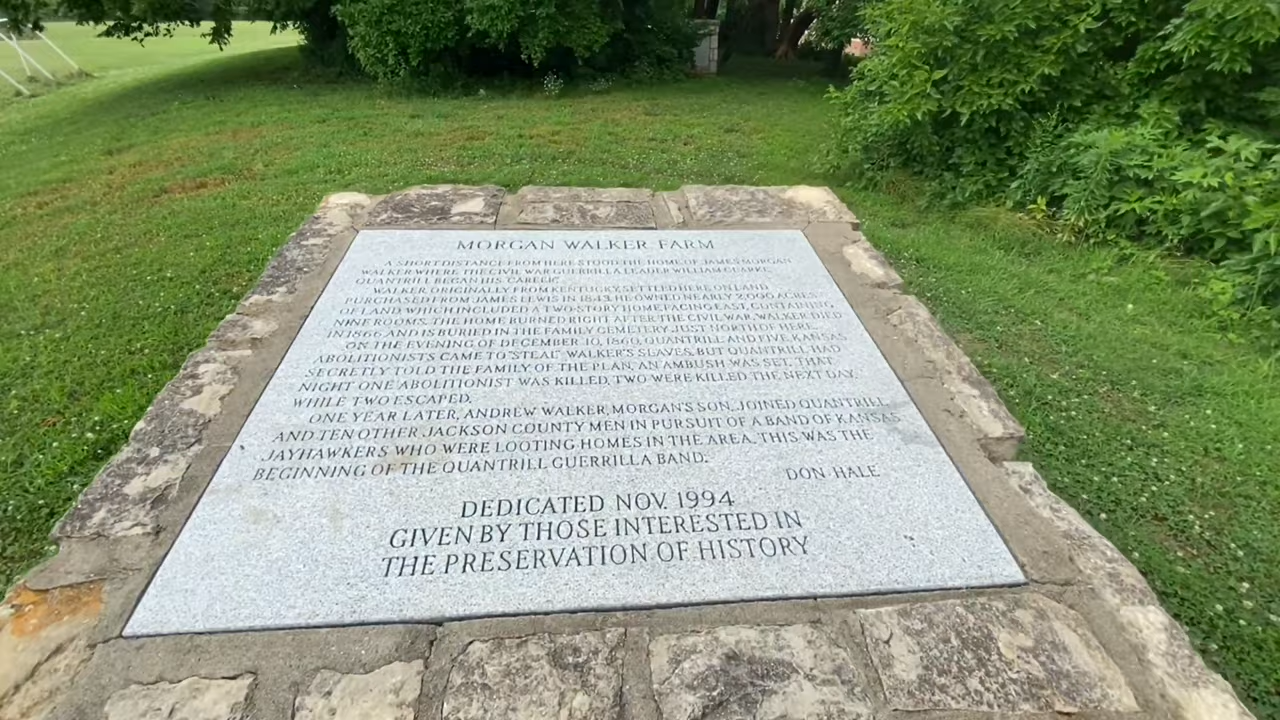 MORGAN WALKER FARM
A SHORT DISTANCE FROM HERE STOOD THE HOME OF JAMES MORGAN
WALKER WHERE THE CIVIL WAR GUERRILLA LEADER WILLIAM CLARKE
QUANTRILL BEGAN HIS CAREER.
WALKER, ORIGINALLY FROM KENTUCKY, SETTLED HERE ON LAND
PURCHASED FROM JAMES LEWIS IN 1843. HE OWNED NEARLY 2,000 ACRES
OF LAND, WHICH INCLUDED A TWO-STORY HOME FACING EAST, CONTAINING
NINE ROOMS. THE HOME BURNED RIGHT AFTER THE CIVIL WAR. WALKER DIED
IN 1866 AND IS BURIED IN THE FAMILY CEMETERY JUST NORTH OF HERE.
ON THE EVENING OF DECEMBER 10, 1860, QUANTRILL AND FIVE KANSAS
ABOLITIONISTS CAME TO "STEAL" WALKER'S SLAVES, BUT QUANTRILL HAD
SECRETLY TOLD THE FAMILY OF THE PLAN, AN AMBUSH WAS SET. THAT
NIGHT ONE ABOLITIONIST WAS KILLED, TWO WERE KILLED THE NEXT DAY,
WHILE TWO ESCAPED.
ONE YEAR LATER, ANDREW WALKER, MORGAN'S SON, JOINED QUANTRILL
AND TEN OTHER JACKSON COUNTY MEN IN PURSUIT OF A BAND OF KANSAS
JAYHAWKERS WHO WERE LOOTING HOMES IN THE AREA. THIS WAS THE
BEGINNING OF THE QUANTRILL GUERRILLA BAND.
DON HALE
DEDICATED NOV. 1994
GIVEN BY THOSE INTERESTED IN
THE PRESERVATION OF HISTORY